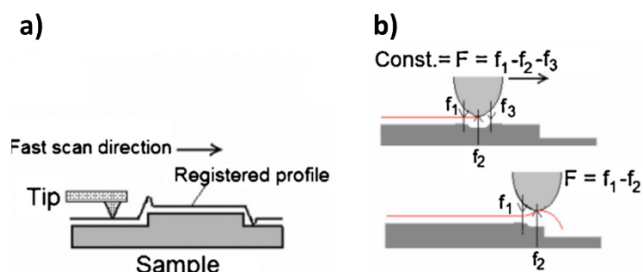 a)
Fast scan direction
Registered profile
Tip
Sample
b)
Const.= F = f₁-f₂-f₃
f₁
f₃
f₂
F = f₁-f₂
f₁
f₂